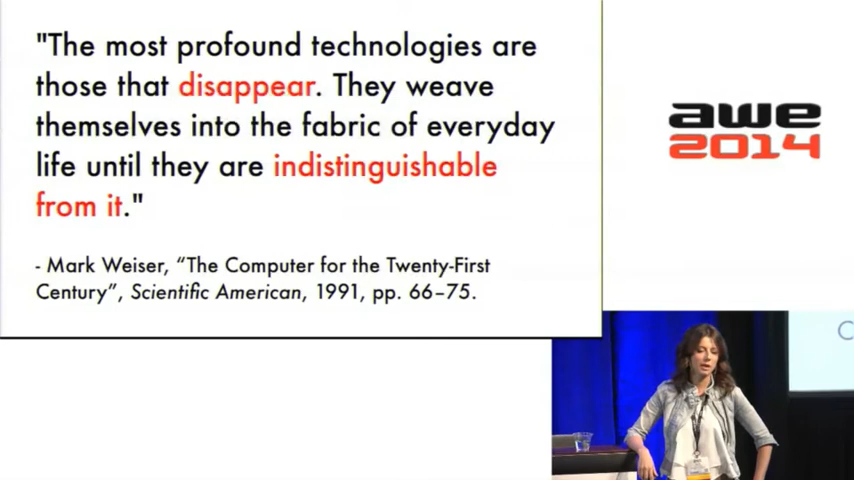 "The most profound technologies are
those that disappear. They weave
themselves into the fabric of everyday
life until they are indistinguishable
from it."
- Mark Weiser, “The Computer for the Twenty-First
Century”, Scientific American, 1991, pp. 66–75.
awe
2014